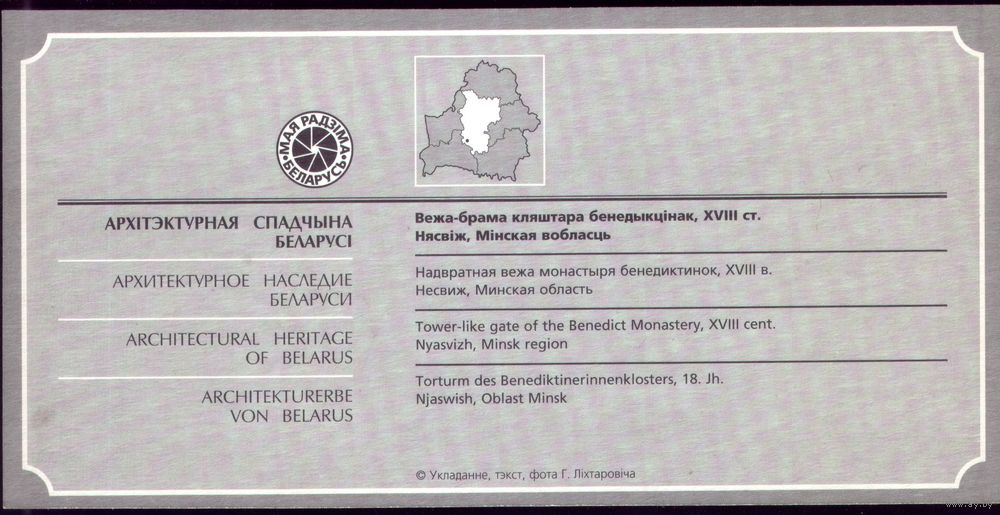 МАЯ РАДЗІМА
БЕЛАРУСЬ
АРХІТЭКТУРНАЯ СПАДЧЫНА
БЕЛАРУСІ
АРХИТЕКТУРНОЕ НАСЛЕДИЕ
БЕЛАРУСИ
ARCHITECTURAL HERITAGE
OF BELARUS
ARCHITEKTURERBE
VON BELARUS
Вежа-брама кляштара бенедыкцінак, XVIII ст.
Нясвіж, Мінская вобласць
Надвратная вежа монастыря бенедиктинок, XVIII в.
Несвиж, Минская область
Tower-like gate of the Benedict Monastery, XVIII cent.
Nyasvizh, Minsk region
Torturm des Benediktinerinnenklosters, 18. Jh.
Njaswish, Oblast Minsk
© Укладанне, тэкст, фота Г. Ліхтаровіча
www.ay.by